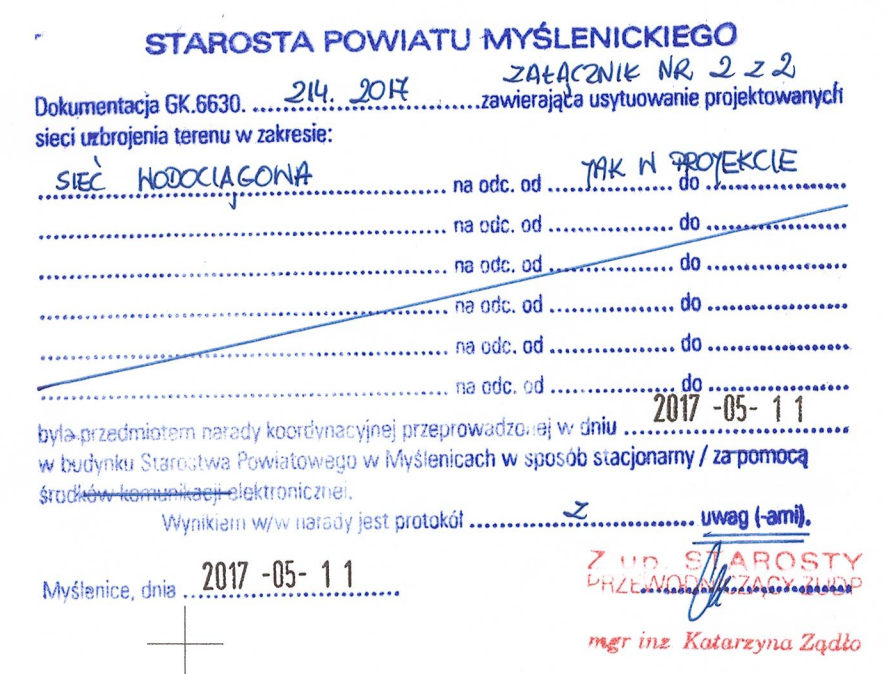 STAROSTA POWIATU MYŚLENICKIEGO
ZAŁĄCZNIK NR 2 z 2
Dokumentacja GK.6630. 214. 2017 zawierająca usytuowanie projektowanych
sieci uzbrojenia terenu w zakresie:
SIEĆ WODOCIĄGOWA na odc. od JAK W PROJEKCIE do
na odc. od do
na odc. od do
na odc. od do
na odc. od do
na odc. od do
była przedmiotem narady koordynacyjnej przeprowadzonej w dniu 2017 -05- 11
w budynku Starostwa Powiatowego w Myślenicach w sposób stacjonarny / za pomocą
środków komunikacji elektronicznej.
Wynikiem w/w narady jest protokół z uwag (-ami).
Z up. STAROSTY
PRZEWODNICZĄCY ZUDP
Myślenice, dnia 2017 -05- 11
mgr inż Katarzyna Żądło